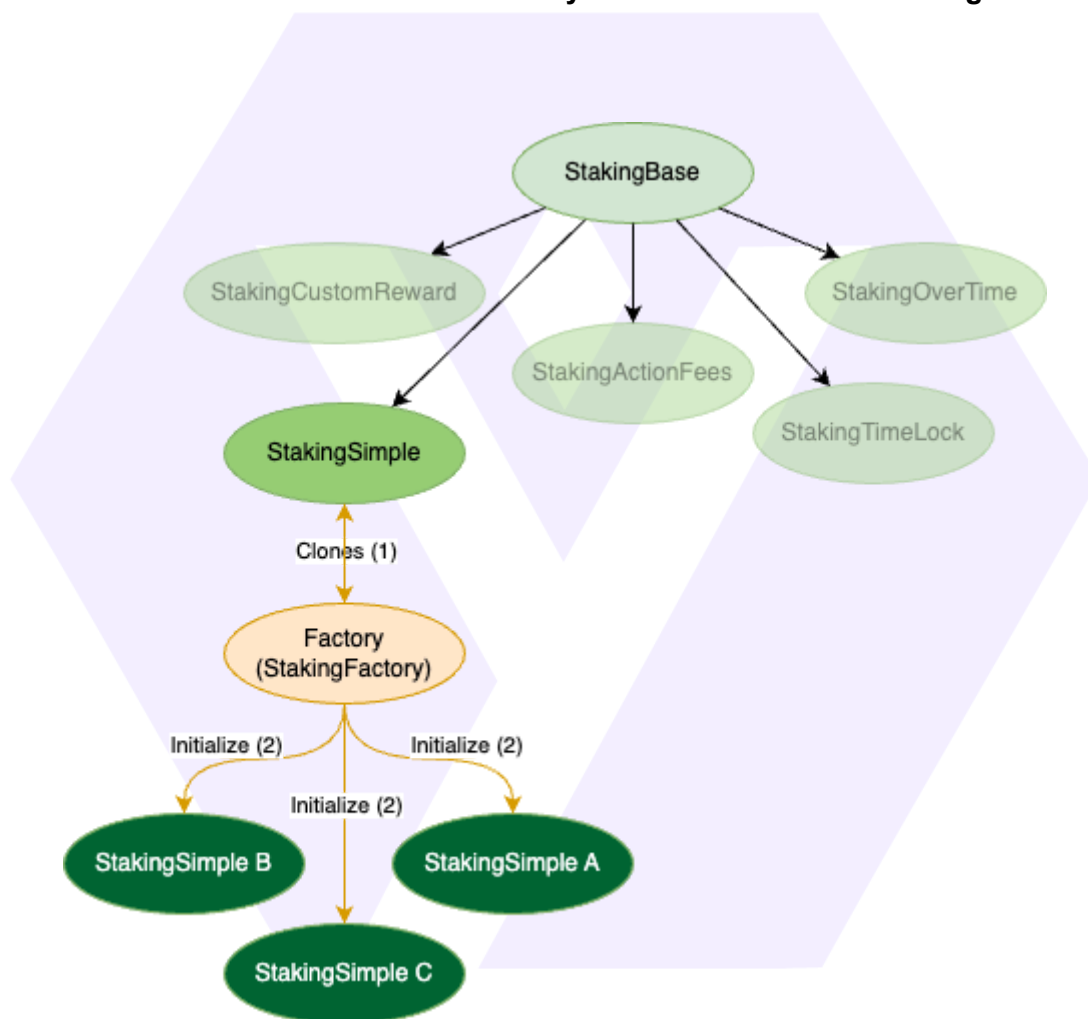 StakingBase
StakingCustomReward
StakingOverTime
StakingActionFees
StakingTimeLock
StakingSimple
Clones (1)
Factory
(StakingFactory)
Initialize (2)
Initialize (2)
Initialize (2)
StakingSimple B
StakingSimple A
StakingSimple C